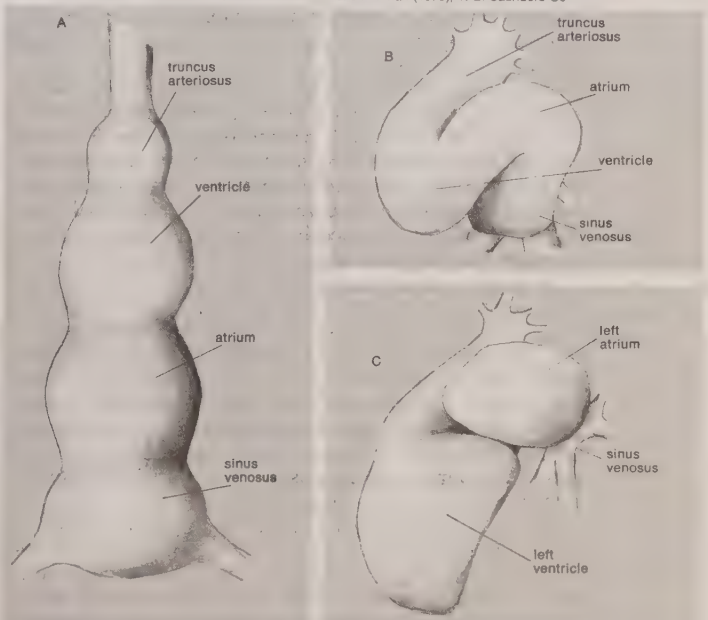 A
truncus
arteriosus
ventricle
atrium
sinus
venosus
B
truncus
arteriosus
atrium
ventricle
sinus
venosus
C
left
atrium
sinus
venosus
left
ventricle